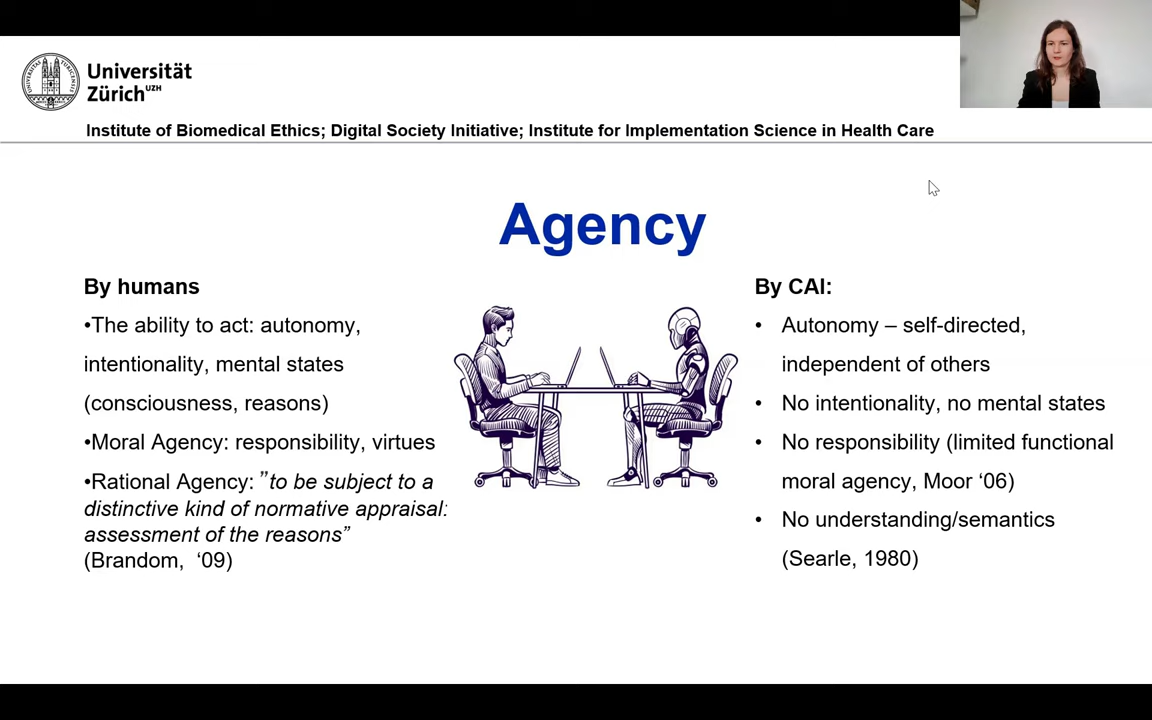 Universität
Zürich UZH
Institute of Biomedical Ethics; Digital Society Initiative; Institute for Implementation Science in Health Care
Agency
By humans
•The ability to act: autonomy,
intentionality, mental states
(consciousness, reasons)
•Moral Agency: responsibility, virtues
•Rational Agency: ”to be subject to a
distinctive kind of normative appraisal:
assessment of the reasons”
(Brandom,  ‘09)
By CAI:
• Autonomy – self-directed,
independent of others
• No intentionality, no mental states
• No responsibility (limited functional
moral agency, Moor ‘06)
• No understanding/semantics
(Searle, 1980)